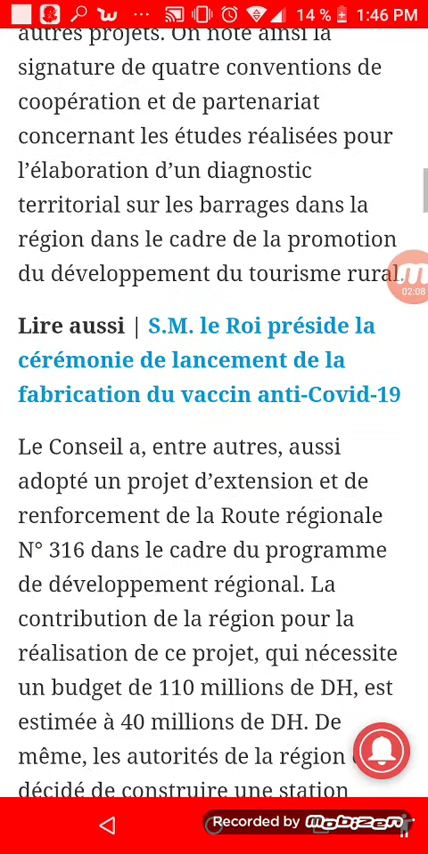 14 % 1:46 PM
autres projets. On note ainsi la
signature de quatre conventions de
coopération et de partenariat
concernant les études réalisées pour
l’élaboration d’un diagnostic
territorial sur les barrages dans la
région dans le cadre de la promotion
du développement du tourisme rural.
02:08
Lire aussi | S.M. le Roi préside la
cérémonie de lancement de la
fabrication du vaccin anti-Covid-19
Le Conseil a, entre autres, aussi
adopté un projet d’extension et de
renforcement de la Route régionale
N° 316 dans le cadre du programme
de développement régional. La
contribution de la région pour la
réalisation de ce projet, qui nécessite
un budget de 110 millions de DH, est
estimée à 40 millions de DH. De
même, les autorités de la région
décidé de construire une station
Recorded by mobizen